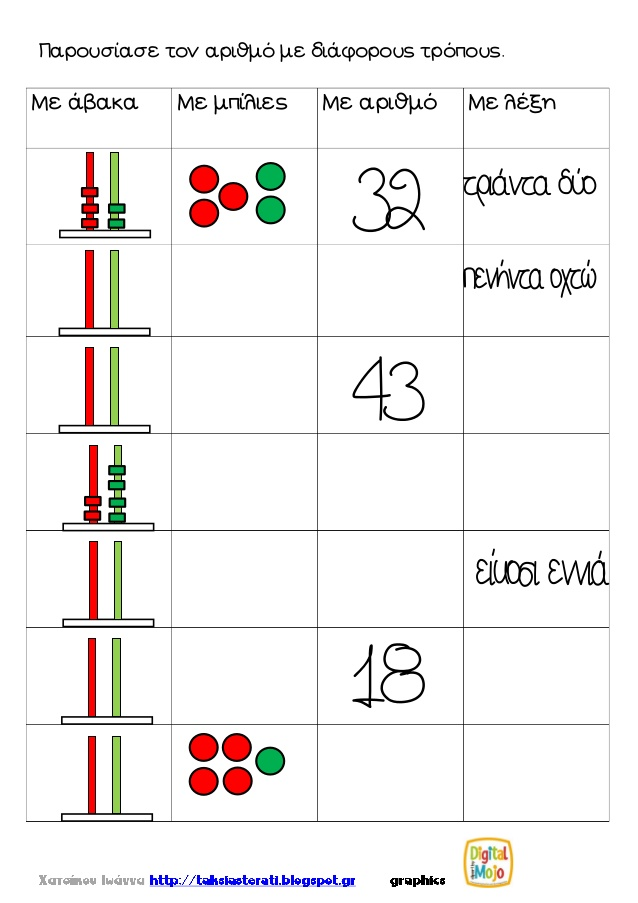 Παρουσίασε τον αριθμό με διάφορους τρόπους.
Με άβακα Με μπίλιες Με αριθμό Με λέξη
32 τριάντα δύο
πενήντα οχτώ
43
είκοσι εννιά
18
Χατσίκου Ιωάννα http://taksiasterati.blogspot.gr graphics
Digital
Mojo